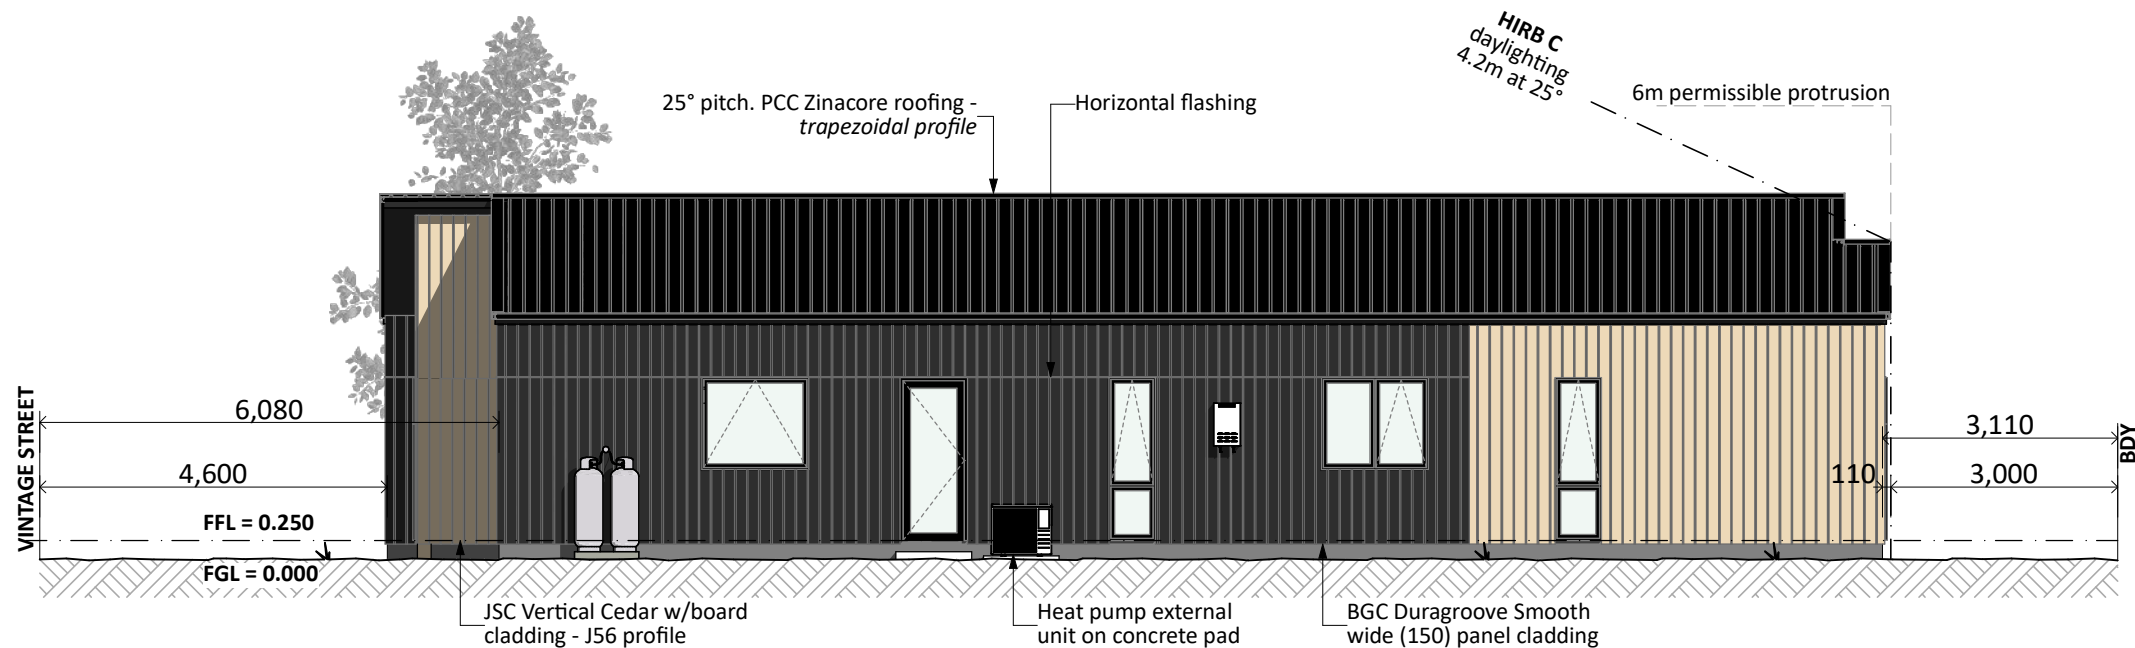 HIRB C
daylighting
4.2m at 25°
25° pitch. PCC Zinacore roofing -
trapezoidal profile
Horizontal flashing
6m permissible protrusion
VINTAGE STREET
6,080
4,600
FFL = 0.250
FGL = 0.000
3,110
110
3,000
BDY
JSC Vertical Cedar w/board
cladding - J56 profile
Heat pump external
unit on concrete pad
BGC Duragroove Smooth
wide (150) panel cladding